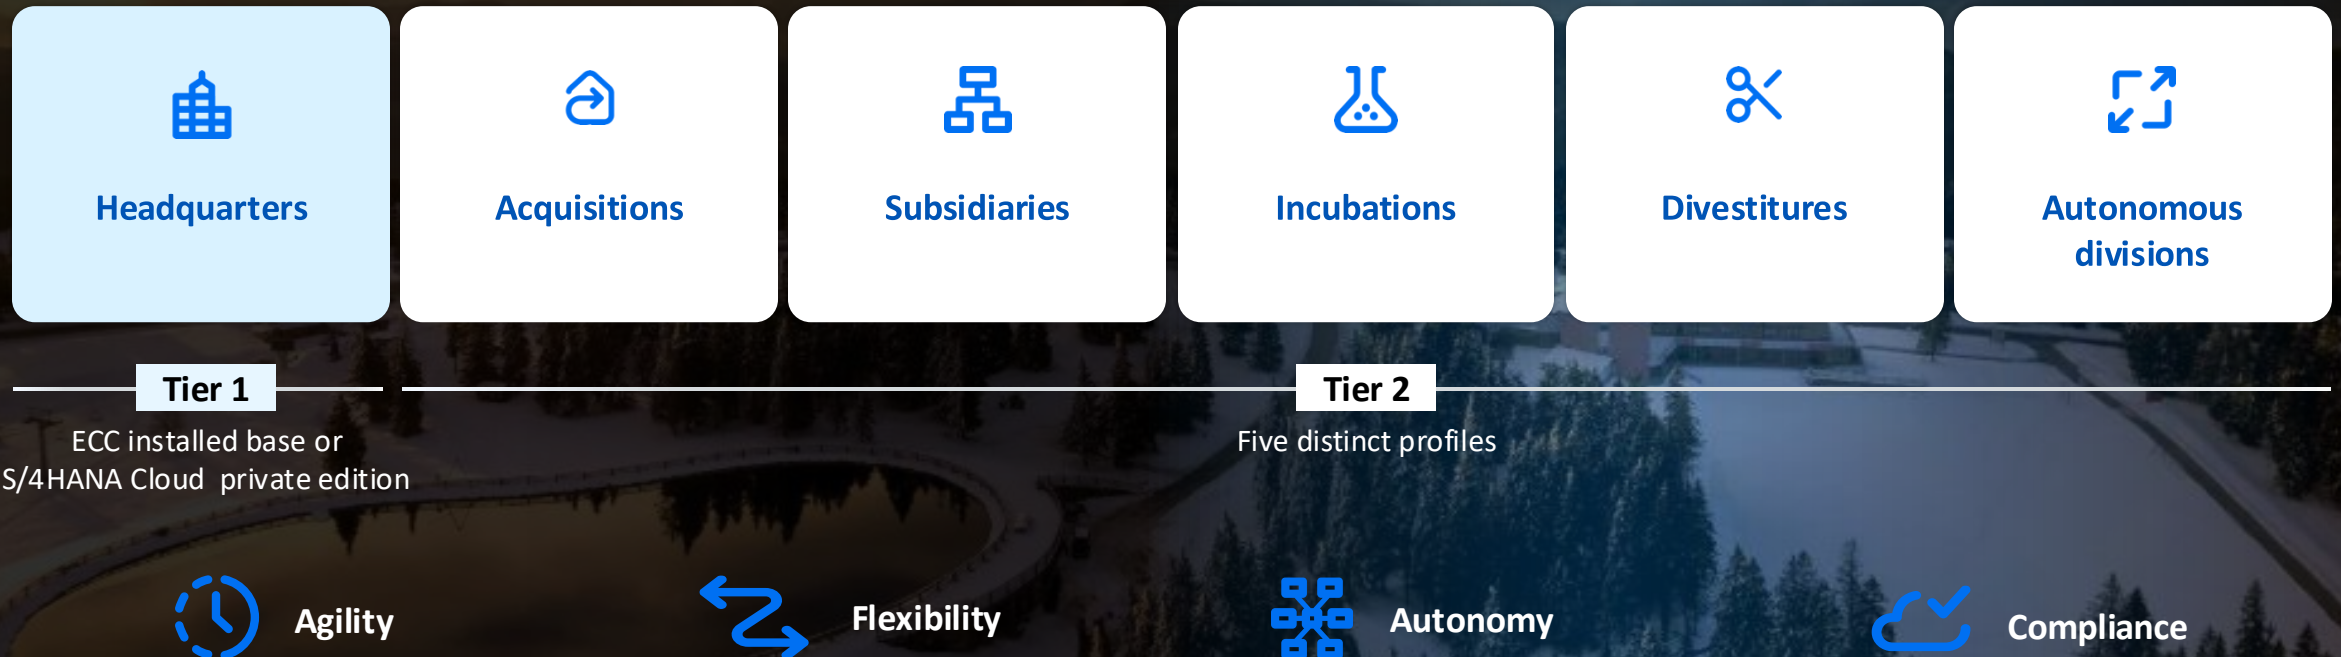 Headquarters
Acquisitions
Subsidiaries
Incubations
Divestitures
Autonomous
divisions
Tier 1
Tier 2
ECC installed base or
S/4HANA Cloud  private edition
Five distinct profiles
Agility
Flexibility
Autonomy
Compliance